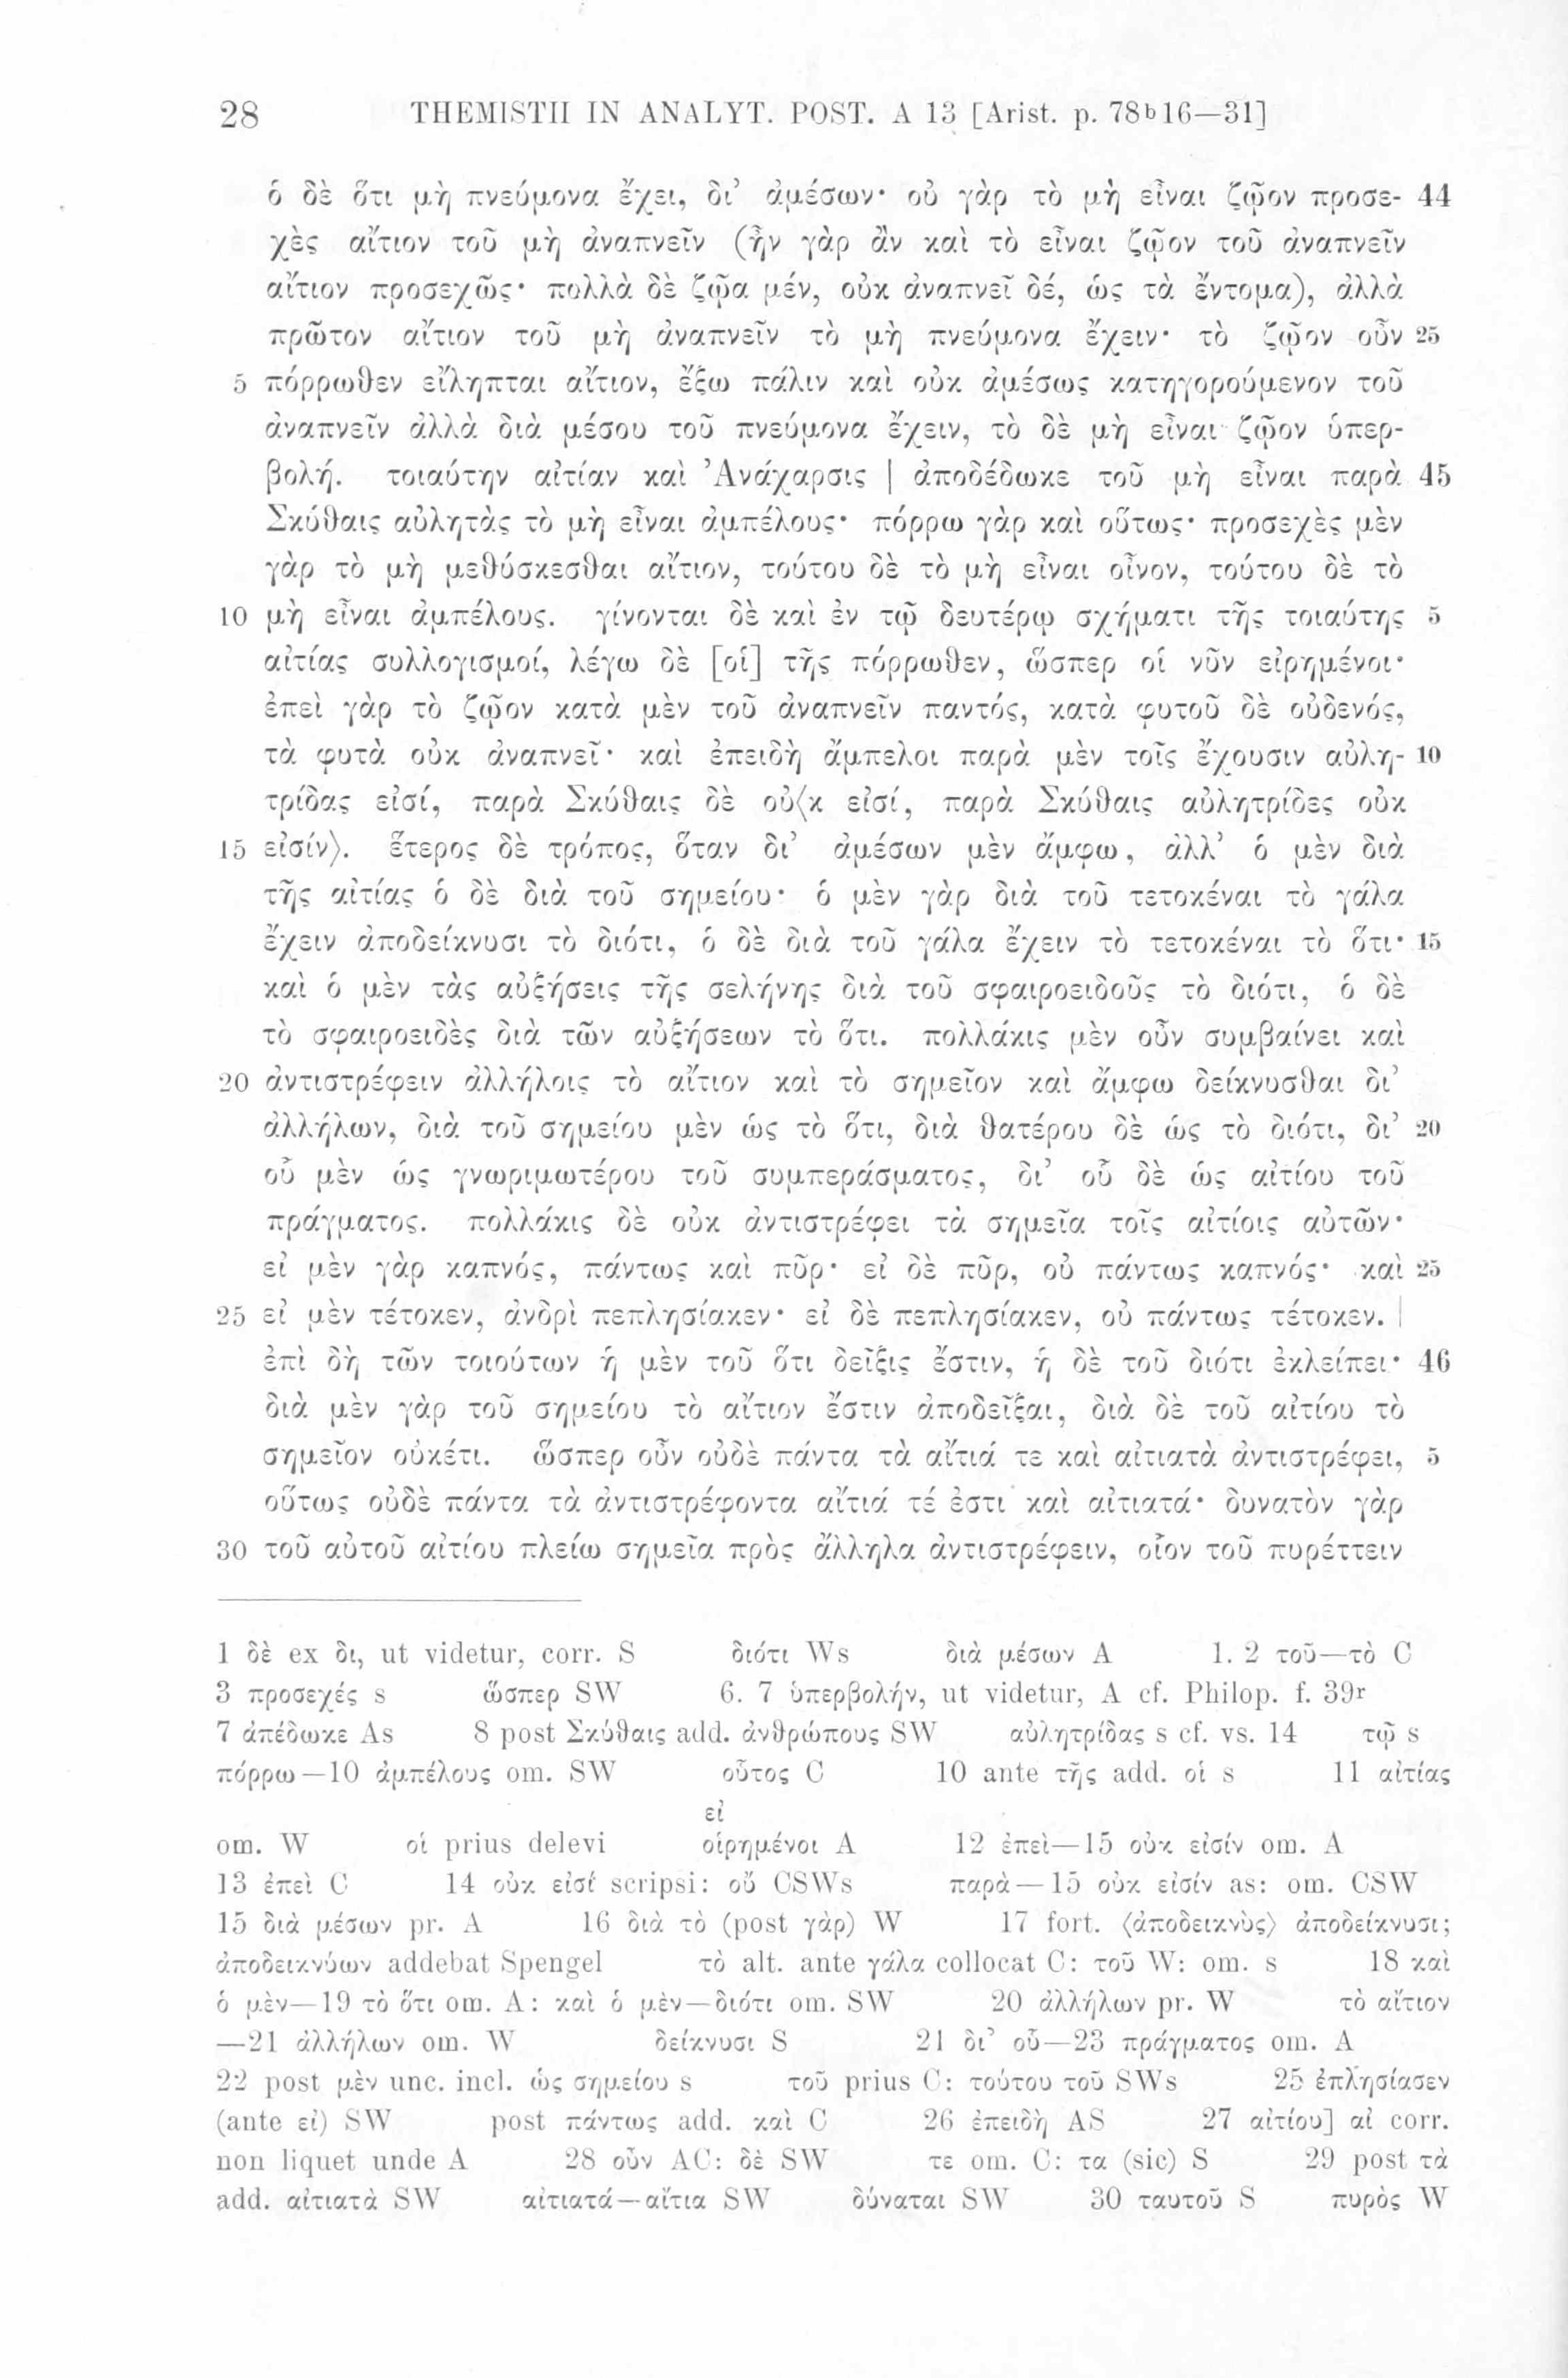 28 THEMISTII IN ANALYT. POST. A 13 [Arist. p. 78b16—31]
ὁ δὲ ὅτι μὴ πνεύμονα ἔχει, δι’ ἀμέσων· οὐ γὰρ τὸ μὴ εἶναι ζῷον προσε- 44
χὲς αἴτιον τοῦ μὴ ἀναπνεῖν (ἦν γὰρ ἂν καὶ τὸ εἶναι ζῷον τοῦ ἀναπνεῖν
αἴτιον προσεχῶς· πολλὰ δὲ ζῷα μέν, οὐκ ἀναπνεῖ δέ, ὡς τὰ ἔντομα), ἀλλὰ
πρῶτον αἴτιον τοῦ μὴ ἀναπνεῖν τὸ μὴ πνεύμονα ἔχειν· τὸ ζῷον οὖν 25
5 πόρρωθεν εἴληπται αἴτιον, ἔξω πάλιν καὶ οὐκ ἀμέσως κατηγορούμενον τοῦ
ἀναπνεῖν ἀλλὰ διὰ μέσου τοῦ πνεύμονα ἔχειν, τὸ δὲ μὴ εἶναι ζῷον ὑπερ-
βολή. τοιαύτην αἰτίαν καὶ Ἀνάχαρσις | ἀποδέδωκε τοῦ μὴ εἶναι παρὰ 45
Σκύθαις αὐλητὰς τὸ μὴ εἶναι ἀμπέλους· πόρρω γὰρ καὶ οὕτως· προσεχὲς μὲν
γὰρ τὸ μὴ μεθύσκεσθαι αἴτιον, τούτου δὲ τὸ μὴ εἶναι οἶνον, τούτου δὲ τὸ
10 μὴ εἶναι ἀμπέλους. γίνονται δὲ καὶ ἐν τῷ δευτέρῳ σχήματι τῆς τοιαύτης 5
αἰτίας συλλογισμοί, λέγω δὲ [οἱ] τῆς πόρρωθεν, ὥσπερ οἱ νῦν εἰρημένοι·
ἐπεὶ γὰρ τὸ ζῷον κατὰ μὲν τοῦ ἀναπνεῖν παντός, κατὰ φυτοῦ δὲ οὐδενός,
τὰ φυτὰ οὐκ ἀναπνεῖ· καὶ ἐπειδὴ ἄμπελοι παρὰ μὲν τοῖς ἔχουσιν αὐλη- 10
τρίδας εἰσί, παρὰ Σκύθαις δὲ οὐ⟨κ εἰσί, παρὰ Σκύθαις αὐλητρίδες οὐκ
15 εἰσίν⟩. ἕτερος δὲ τρόπος, ὅταν δι’ ἀμέσων μὲν ἄμφω, ἀλλ’ ὁ μὲν διὰ
τῆς αἰτίας ὁ δὲ διὰ τοῦ σημείου· ὁ μὲν γὰρ διὰ τοῦ τετοκέναι τὸ γάλα
ἔχειν ἀποδείκνυσι τὸ διότι, ὁ δὲ διὰ τοῦ γάλα ἔχειν τὸ τετοκέναι τὸ ὅτι· 15
καὶ ὁ μὲν τὰς αὐξήσεις τῆς σελήνης διὰ τοῦ σφαιροειδοῦς τὸ διότι, ὁ δὲ
τὸ σφαιροειδὲς διὰ τῶν αὐξήσεων τὸ ὅτι. πολλάκις μὲν οὖν συμβαίνει καὶ
20 ἀντιστρέφειν ἀλλήλοις τὸ αἴτιον καὶ τὸ σημεῖον καὶ ἄμφω δείκνυσθαι δι’
ἀλλήλων, διὰ τοῦ σημείου μὲν ὡς τὸ ὅτι, διὰ θατέρου δὲ ὡς τὸ διότι, δι’ 20
οὗ μὲν ὡς γνωριμωτέρου τοῦ συμπεράσματος, δι’ οὗ δὲ ὡς αἰτίου τοῦ
πράγματος. πολλάκις δὲ οὐκ ἀντιστρέφει τὰ σημεῖα τοῖς αἰτίοις αὐτῶν·
εἰ μὲν γὰρ καπνός, πάντως καὶ πῦρ· εἰ δὲ πῦρ, οὐ πάντως καπνός· καὶ 25
25 εἰ μὲν τέτοκεν, ἀνδρὶ πεπλησίακεν· εἰ δὲ πεπλησίακεν, οὐ πάντως τέτοκεν. |
ἐπὶ δὴ τῶν τοιούτων ἡ μὲν τοῦ ὅτι δεῖξις ἔστιν, ἡ δὲ τοῦ διότι ἐκλείπει· 46
διὰ μὲν γὰρ τοῦ σημείου τὸ αἴτιον ἔστιν ἀποδεῖξαι, διὰ δὲ τοῦ αἰτίου τὸ
σημεῖον οὐκέτι. ὥσπερ οὖν οὐδὲ πάντα τὰ αἴτιά τε καὶ αἰτιατὰ ἀντιστρέφει, 5
οὕτως οὐδὲ πάντα τὰ ἀντιστρέφοντα αἴτιά τέ ἐστι καὶ αἰτιατά· δυνατὸν γὰρ
30 τοῦ αὐτοῦ αἰτίου πλείω σημεῖα πρὸς ἄλληλα ἀντιστρέφειν, οἷον τοῦ πυρέττειν
1 δὲ ex δι, ut videtur, corr. S διότι Ws διὰ μέσων A 1. 2 τοῦ—τὸ C
3 προσεχές s ὥσπερ SW 6. 7 ὑπερβολήν, ut videtur, A cf. Philop. f. 39r
7 ἀπέδωκε As 8 post Σκύθαις add. ἀνθρώπους SW αὐλητρίδας s cf. vs. 14 τῷ s
πόρρω—10 ἀμπέλους om. SW οὗτος C 10 ante τῆς add. οἱ s 11 αἰτίας
εἰ
om. W οἱ prius delevi οἱρημένοι A 12 ἐπεὶ—15 οὐκ εἰσίν om. A
13 ἐπεὶ C 14 οὐκ εἰσί scripsi: οὔ CSWs παρὰ—15 οὐκ εἰσίν as: om. CSW
15 διὰ μέσων pr. A 16 διὰ τὸ (post γὰρ) W 17 fort. ⟨ἀποδεικνὺς⟩ ἀποδείκνυσι;
ἀποδεικνύων addebat Spengel τὸ alt. ante γάλα collocat C: τοῦ W: om. s 18 καὶ
ὁ μὲν—19 τὸ ὅτι om. A: καὶ ὁ μὲν—διότι om. SW 20 ἀλλήλων pr. W τὸ αἴτιον
—21 ἀλλήλων om. W δείκνυσι S 21 δι’ οὗ—23 πράγματος om. A
22 post μὲν unc. incl. ὡς σημείου s τοῦ prius C: τούτου τοῦ SWs 25 ἐπλησίασεν
(ante εἰ) SW post πάντως add. καὶ C 26 ἐπειδὴ AS 27 αἰτίου] αἰ corr.
non liquet unde A 28 οὖν AC: δὲ SW τε om. C: τα (sic) S 29 post τὰ
add. αἰτιατὰ SW αἰτιατά—αἴτια SW δύναται SW 30 ταυτοῦ S πυρὸς W